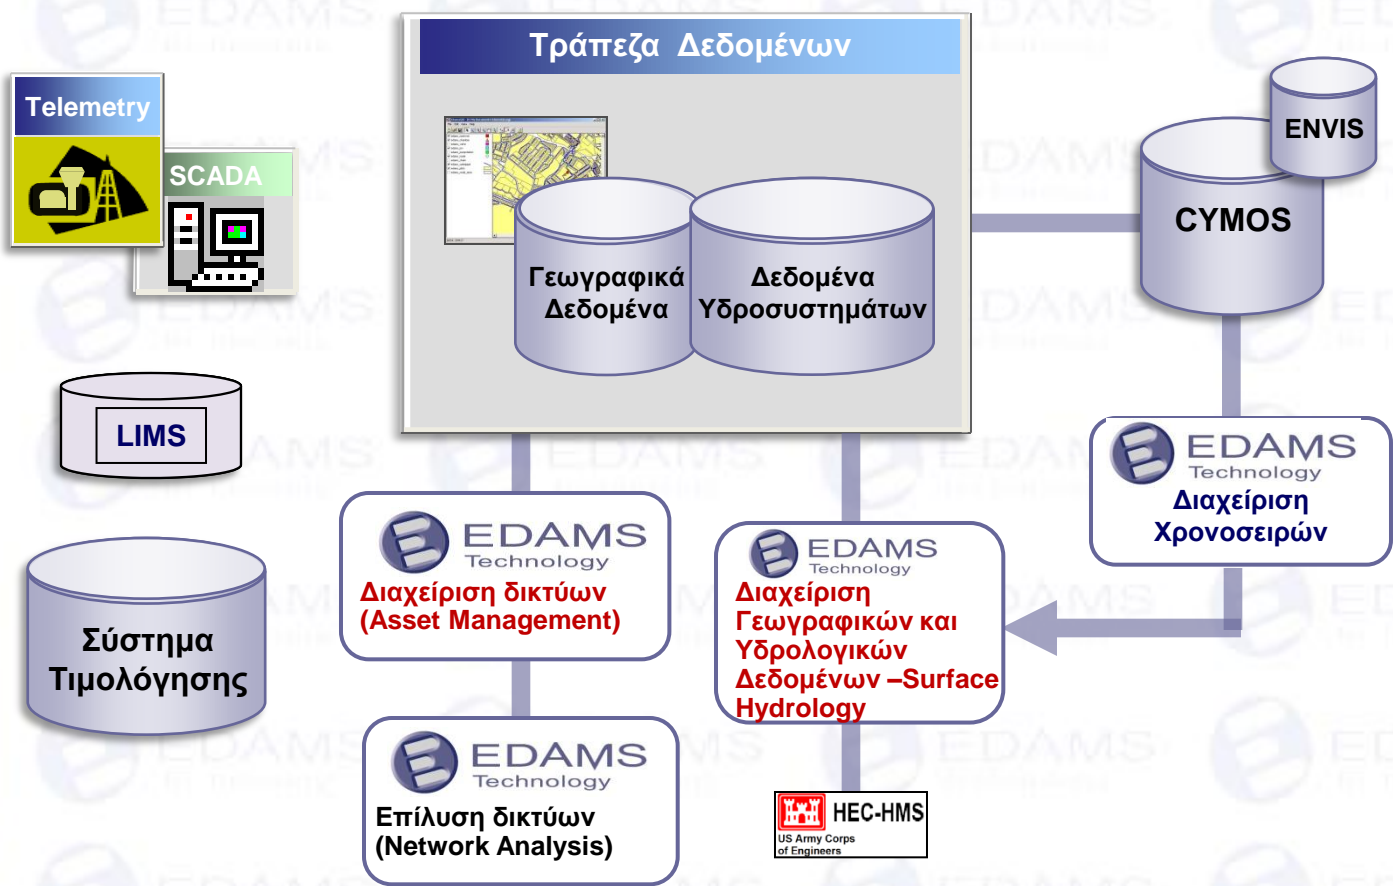 Τράπεζα Δεδομένων
Telemetry
SCADA
ENVIS
CYMOS
Γεωγραφικά
Δεδομένα
Δεδομένα
Υδροσυστημάτων
LIMS
EDAMS
Technology
Διαχείριση
Χρονοσειρών
EDAMS
Technology
Διαχείριση δικτύων
(Asset Management)
EDAMS
Technology
Διαχείριση
Γεωγραφικών και
Υδρολογικών
Δεδομένων –Surface
Hydrology
Σύστημα
Τιμολόγησης
EDAMS
Technology
Επίλυση δικτύων
(Network Analysis)
HEC-HMS
US Army Corps
of Engineers